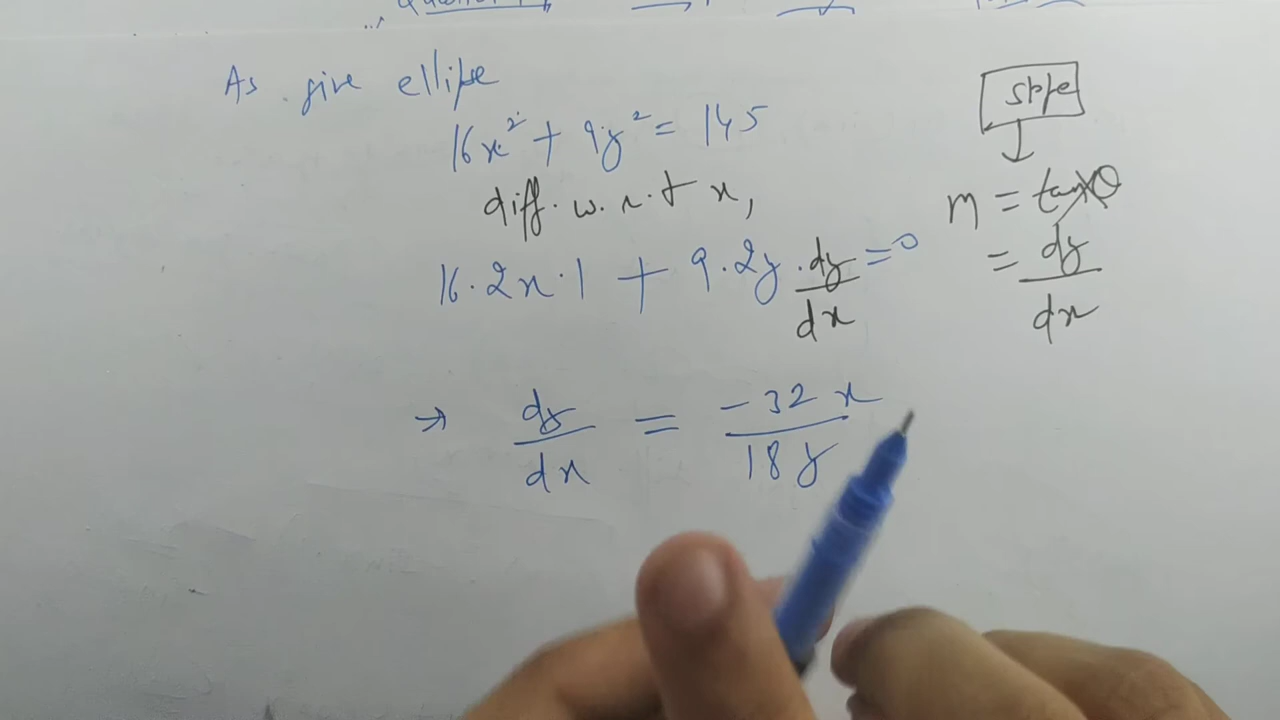 As give ellipse
16x² + 9y² = 145
diff. w.r.t x,
16.2x.1 + 9.2y.dy/dx = 0
→ dy/dx = -32x/18y
slope
↓
m = tanθ
= dy/dx